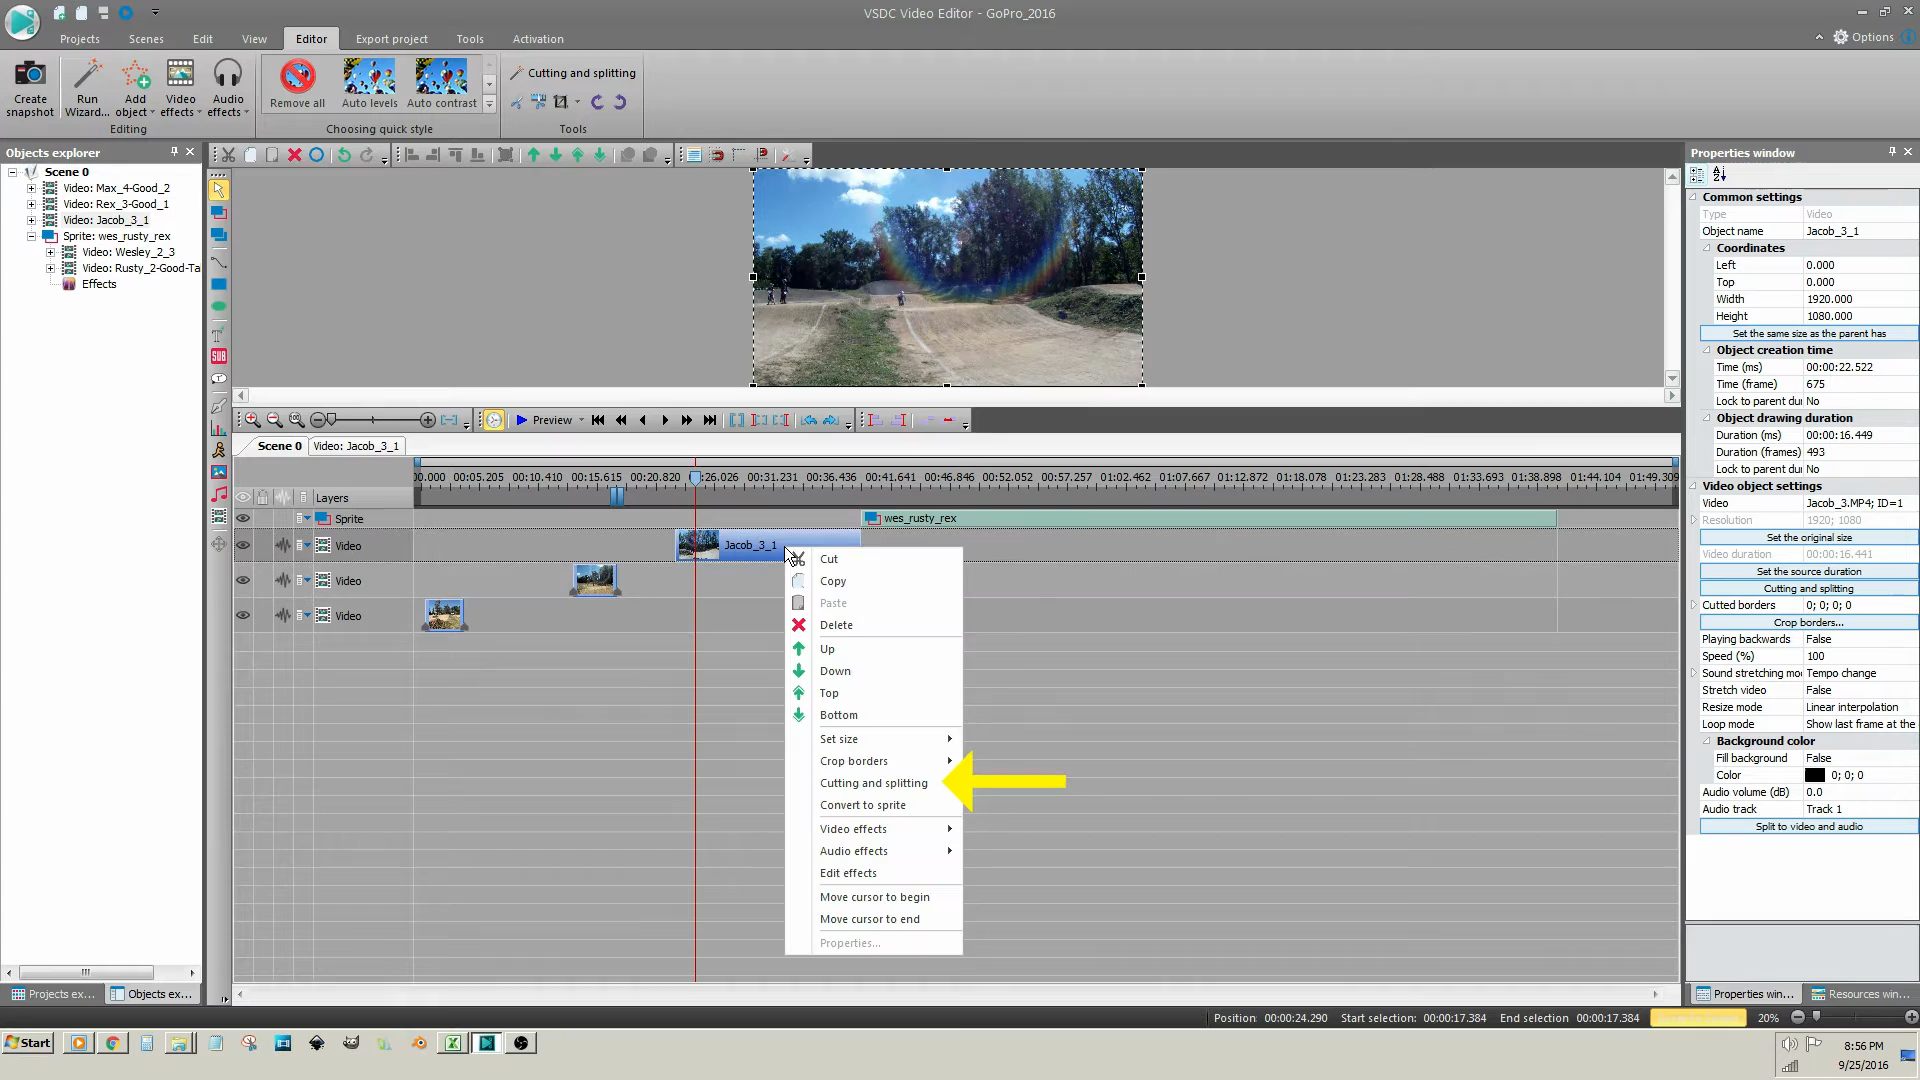 VSDC Video Editor - GoPro_2016
Projects Scenes Edit View Editor Export project Tools Activation
Options
Cutting and splitting
Create snapshot
Run Wizard...
Add object
Video effects
Audio effects
Remove all
Auto levels
Auto contrast
Editing
Choosing quick style
Tools
Objects explorer
Scene 0
Video: Max_4-Good_2
Video: Rex_3-Good_1
Video: Jacob_3_1
Sprite: wes_rusty_rex
Video: Wesley_2_3
Video: Rusty_2-Good-Ta
Effects
Projects ex...
Objects ex...
SUB
T
Preview
Scene 0
Video: Jacob_3_1
00.000 00:05.205 00:10.410 00:15.615 00:20.820 00:26.026 00:31.231 00:36.436 00:41.641 00:46.846 00:52.052 00:57.257 01:02.462 01:07.667 01:12.872 01:18.078 01:23.283 01:28.488 01:33.693 01:38.898 01:44.104 01:49.309
Layers
Sprite
wes_rusty_rex
Video
Jacob_3_1
Video
Video
Cut
Copy
Paste
Delete
Up
Down
Top
Bottom
Set size
Crop borders
Cutting and splitting
Convert to sprite
Video effects
Audio effects
Edit effects
Move cursor to begin
Move cursor to end
Properties...
Properties window
Common settings
Type Video
Object name Jacob_3_1
Coordinates
Left 0.000
Top 0.000
Width 1920.000
Height 1080.000
Set the same size as the parent has
Object creation time
Time (ms) 00:00:22.522
Time (frame) 675
Lock to parent dur No
Object drawing duration
Duration (ms) 00:00:16.449
Duration (frames) 493
Lock to parent dur No
Video object settings
Video Jacob_3.MP4; ID=1
Resolution 1920; 1080
Set the original size
Video duration 00:00:16.441
Set the source duration
Cutting and splitting
Cutted borders 0; 0; 0; 0
Crop borders...
Playing backwards False
Speed (%) 100
Sound stretching mo Tempo change
Stretch video False
Resize mode Linear interpolation
Loop mode Show last frame at the
Background color
Fill background False
Color 0; 0; 0
Audio volume (dB) 0.0
Audio track Track 1
Split to video and audio
Properties win...
Resources win...
Position: 00:00:24.290 Start selection: 00:00:17.384 End selection 00:00:17.384 20%
Start
8:56 PM
9/25/2016